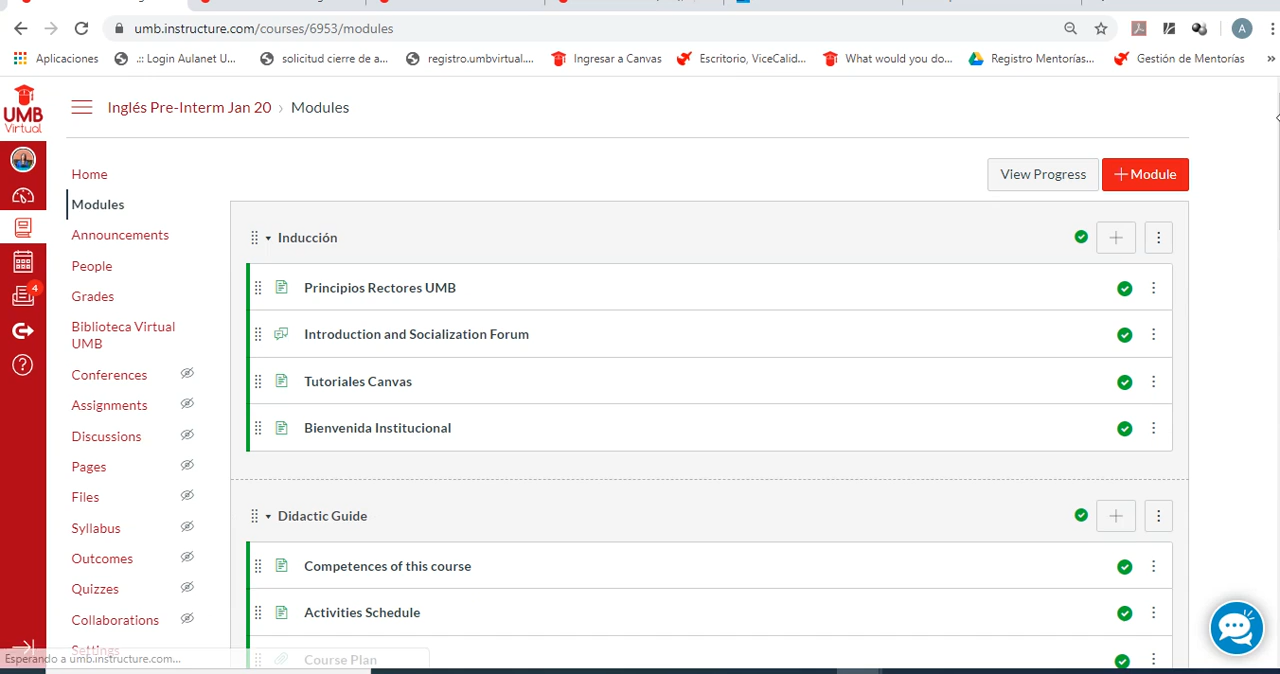 umb.instructure.com/courses/6953/modules
A
Aplicaciones
.:: Login Aulanet U...
solicitud cierre de a...
registro.umbvirtual....
Ingresar a Canvas
Escritorio, ViceCalid...
What would you do...
Registro Mentorías...
Gestión de Mentorías
»
UMB
Virtual
Inglés Pre-Interm Jan 20 › Modules
4
Home
Modules
Announcements
People
Grades
Biblioteca Virtual
UMB
Conferences
Assignments
Discussions
Pages
Files
Syllabus
Outcomes
Quizzes
Collaborations
Settings
View Progress
+ Module
Inducción
Principios Rectores UMB
Introduction and Socialization Forum
Tutoriales Canvas
Bienvenida Institucional
Didactic Guide
Competences of this course
Activities Schedule
Course Plan
Esperando a umb.instructure.com...